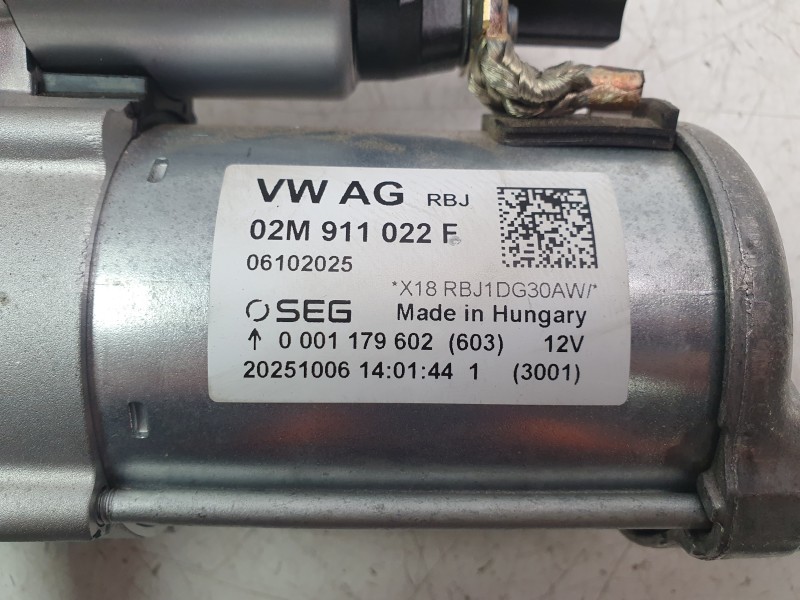 VW AG RBJ
02M 911 022 F
06102025
*X18 RBJ1DG30AW/*
SEG Made in Hungary
↑ 0 001 179 602 (603) 12V
20251006 14:01:44 1 (3001)